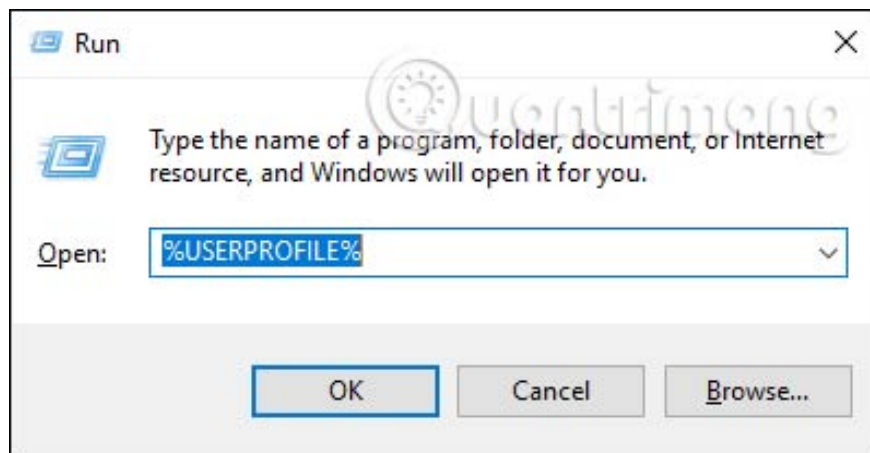 Run
Quantrimang
Type the name of a program, folder, document, or Internet
resource, and Windows will open it for you.
Open: %USERPROFILE%
OK Cancel Browse...